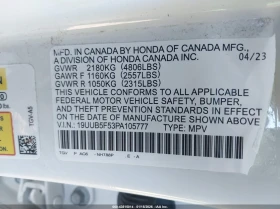 MFD. IN CANADA BY HONDA OF CANADA MFG., 04/23
A DIVISION OF HONDA CANADA INC.
GVWR 2180KG (4806LBS)
GAWR F 1160KG (2557LBS)
GAWR R 1050KG (2315LBS)
THIS VEHICLE CONFORMS TO ALL APPLICABLE
FEDERAL MOTOR VEHICLE SAFETY, BUMPER,
AND THEFT PREVENTION STANDARDS IN EFFECT
ON THE DATE OF MANUFACTURE SHOWN ABOVE.
V.I.N.: 19UUB5F53PA105777 TYPE: MPV
TGV-A5